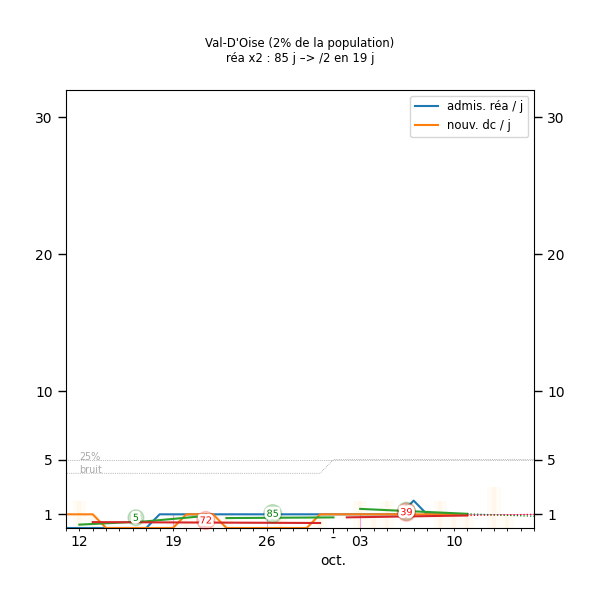 Val-D'Oise (2% de la population)
réa x2 : 85 j –> /2 en 19 j
admis. réa / j
nouv. dc / j
30 30
20 20
10 10
25%
5 5
bruit
5 72 85 39
1 1
12 19 26 - 03 10
oct.